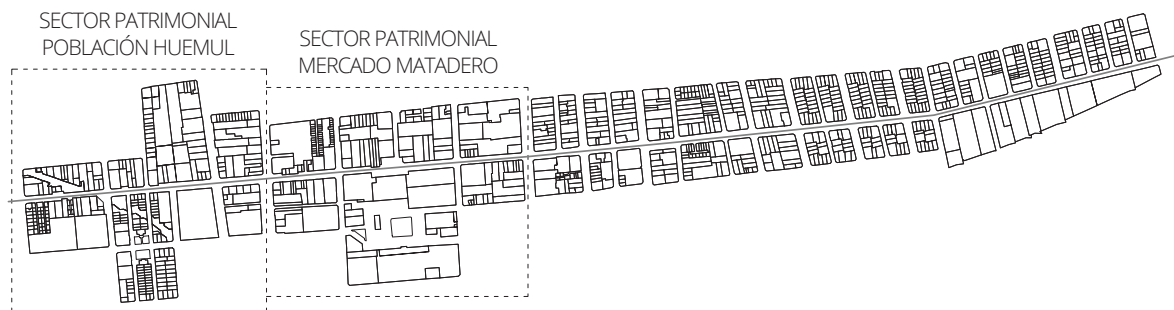 SECTOR PATRIMONIAL
POBLACIÓN HUEMUL
SECTOR PATRIMONIAL
MERCADO MATADERO